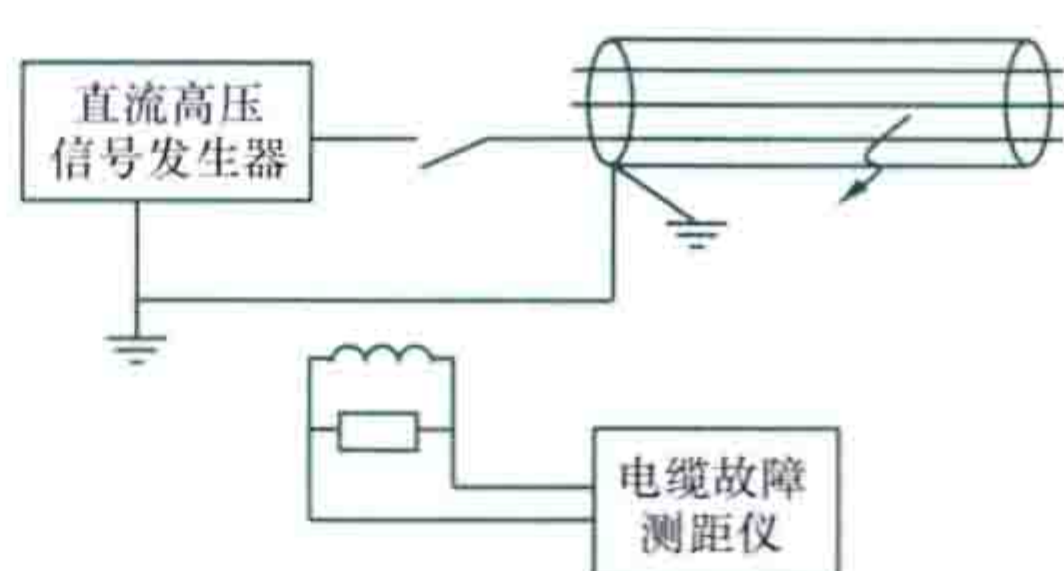 直流高压
信号发生器
电缆故障
测距仪